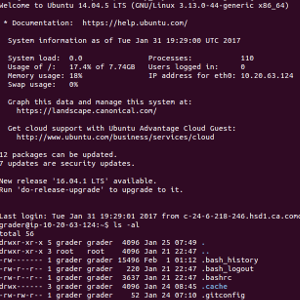 Welcome to Ubuntu 14.04.5 LTS (GNU/Linux 3.13.0-44-generic x86_64)
* Documentation: https://help.ubuntu.com/
System information as of Tue Jan 31 19:29:00 UTC 2017
System load: 0.0 Processes: 110
Usage of /: 17.4% of 7.74GB Users logged in: 0
Memory usage: 18% IP address for eth0: 10.20.63.124
Swap usage: 0%
Graph this data and manage this system at:
https://landscape.canonical.com/
Get cloud support with Ubuntu Advantage Cloud Guest:
http://www.ubuntu.com/business/services/cloud
12 packages can be updated.
7 updates are security updates.
New release '16.04.1 LTS' available.
Run 'do-release-upgrade' to upgrade to it.
Last login: Tue Jan 31 19:29:01 2017 from c-24-6-218-246.hsd1.ca.comc
grader@ip-10-20-63-124:~$ ls -al
total 56
drwxr-xr-x 5 grader grader 4096 Jan 25 07:49 .
drwxr-xr-x 3 root root 4096 Jan 21 22:47 ..
-rw------- 1 grader grader 15496 Feb 1 01:12 .bash_history
-rw-r--r-- 1 grader grader 220 Jan 21 22:47 .bash_logout
-rw-r--r-- 1 grader grader 3637 Jan 21 22:47 .bashrc
drwx------ 2 grader grader 4096 Jan 24 08:45 .cache
-rw-rw-r-- 1 grader grader 52 Jan 24 07:10 .gitconfig